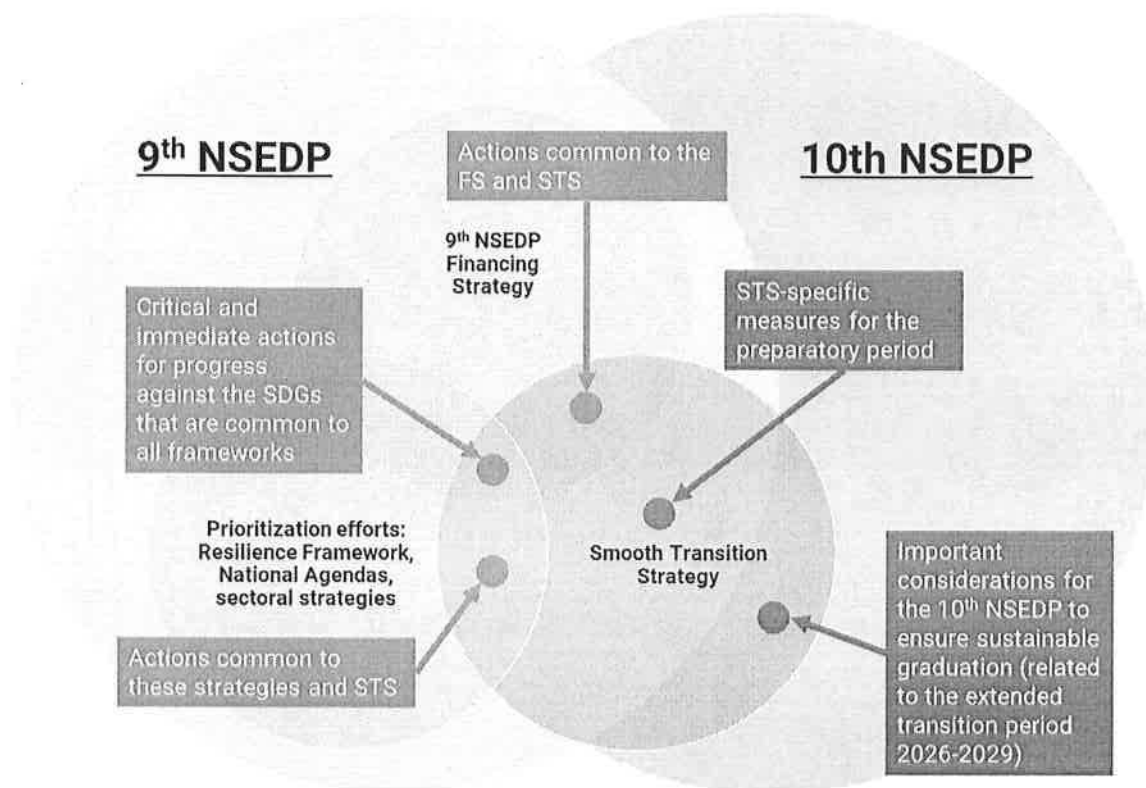 9th NSEDP
Actions common to the
FS and STS
10th NSEDP
9th NSEDP
Financing
Strategy
Critical and
immediate actions
for progress
against the SDGs
that are common to
all frameworks
STS-specific
measures for the
preparatory period
Prioritization efforts:
Resilience Framework,
National Agendas,
sectoral strategies
Smooth Transition
Strategy
Important
considerations for
the 10th NSEDP to
ensure sustainable
graduation (related
to the extended
transition period
2026-2029)
Actions common to
these strategies and STS